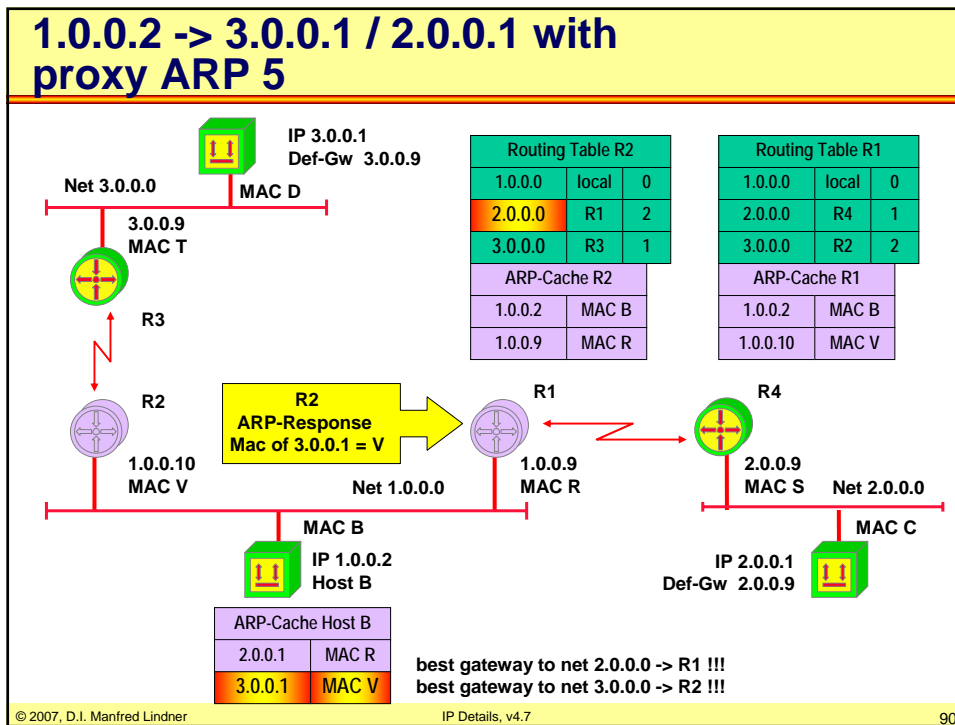 1.0.0.2 -> 3.0.0.1 / 2.0.0.1 with
proxy ARP 5
IP 3.0.0.1
Def-Gw 3.0.0.9
Net 3.0.0.0
MAC D
3.0.0.9
MAC T
R3
Routing Table R2
1.0.0.0 local 0
2.0.0.0 R1 2
3.0.0.0 R3 1
ARP-Cache R2
1.0.0.2 MAC B
1.0.0.9 MAC R
Routing Table R1
1.0.0.0 local 0
2.0.0.0 R4 1
3.0.0.0 R2 2
ARP-Cache R1
1.0.0.2 MAC B
1.0.0.10 MAC V
R2
1.0.0.10
MAC V
R2
ARP-Response
Mac of 3.0.0.1 = V
R1
1.0.0.9
MAC R
Net 1.0.0.0
R4
2.0.0.9
MAC S
Net 2.0.0.0
MAC B
IP 1.0.0.2
Host B
MAC C
IP 2.0.0.1
Def-Gw 2.0.0.9
ARP-Cache Host B
2.0.0.1 MAC R
3.0.0.1 MAC V
best gateway to net 2.0.0.0 -> R1 !!!
best gateway to net 3.0.0.0 -> R2 !!!
© 2007, D.I. Manfred Lindner
IP Details, v4.7
90